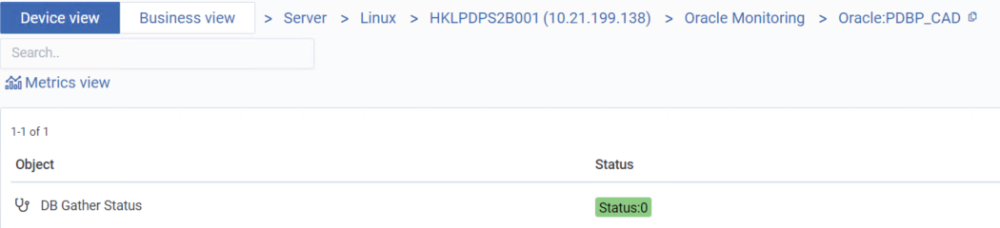 Device view Business view > Server > Linux > HKLPDPS2B001 (10.21.199.138) > Oracle Monitoring > Oracle:PDBP_CAD
Search..
Metrics view
1-1 of 1
Object Status
DB Gather Status Status:0